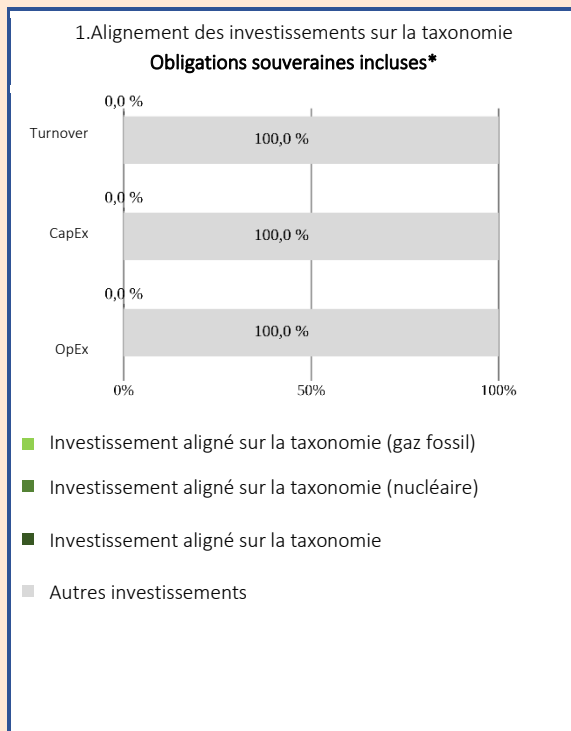 1.Alignement des investissements sur la taxonomie
Obligations souveraines incluses*
0,0 %
Turnover
100,0 %
0,0 %
CapEx
100,0 %
0,0 %
OpEx
100,0 %
0%
50%
100%
Investissement aligné sur la taxonomie (gaz fossil)
Investissement aligné sur la taxonomie (nucléaire)
Investissement aligné sur la taxonomie
Autres investissements